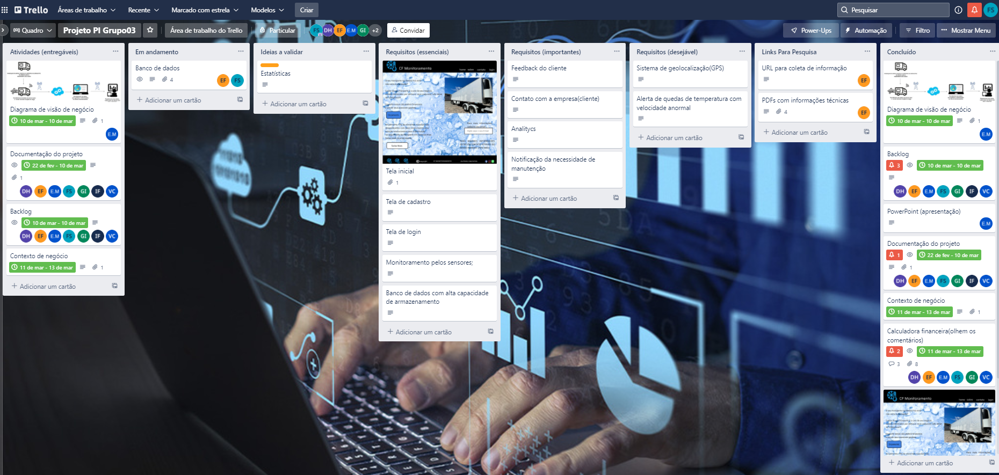 Trello
Áreas de trabalho
Recente
Marcado com estrela
Modelos
Criar
Pesquisar
FS
Quadro
Projeto PI Grupo03
Área de trabalho do Trello
Particular
FS
DH
EF
E.M
GI
+2
Convidar
Power-Ups
Automação
Filtro
Mostrar Menu
Atividades (entregáveis)
Diagrama de visão de negócio
10 de mar - 10 de mar
1
E.M
Documentação do projeto
22 de fev - 10 de mar
1
DH EF E.M FS GI IF VC
Backlog
10 de mar - 10 de mar
DH EF E.M FS GI IF VC
Contexto de negócio
11 de mar - 13 de mar
1
+ Adicionar um cartão
Em andamento
Banco de dados
4
EF FS
+ Adicionar um cartão
Ideias a validar
Estatísticas
+ Adicionar um cartão
Requisitos (essenciais)
CF Monitoramento
home sobre contato login
Tela inicial
1
Tela de cadastro
Tela de login
Monitoramento pelos sensores;
Banco de dados com alta capacidade
de armazenamento
+ Adicionar um cartão
Requisitos (importantes)
Feedback do cliente
Contato com a empresa(cliente)
Analitycs
Notificação da necessidade de
manutenção
+ Adicionar um cartão
Requisitos (desejável)
Sistema de geolocalização(GPS)
Alerta de quedas de temperatura com
velocidade anormal
+ Adicionar um cartão
Links Para Pesquisa
URL para coleta de informação
EF
PDFs com informações técnicas
4
EF
+ Adicionar um cartão
Concluído
Diagrama de visão de negócio
10 de mar - 10 de mar
1
E.M
Backlog
3
10 de mar - 10 de mar
DH EF E.M FS GI IF VC
PowerPoint (apresentação)
E.M
Documentação do projeto
1
22 de fev - 10 de mar
1
DH EF E.M FS GI IF VC
Contexto de negócio
11 de mar - 13 de mar
1
Calculadora financeira(olhem os
comentários)
2
11 de mar - 13 de mar
3
8
DH EF E.M FS GI VC
CF Monitoramento
home sobre contato login
+ Adicionar um cartão